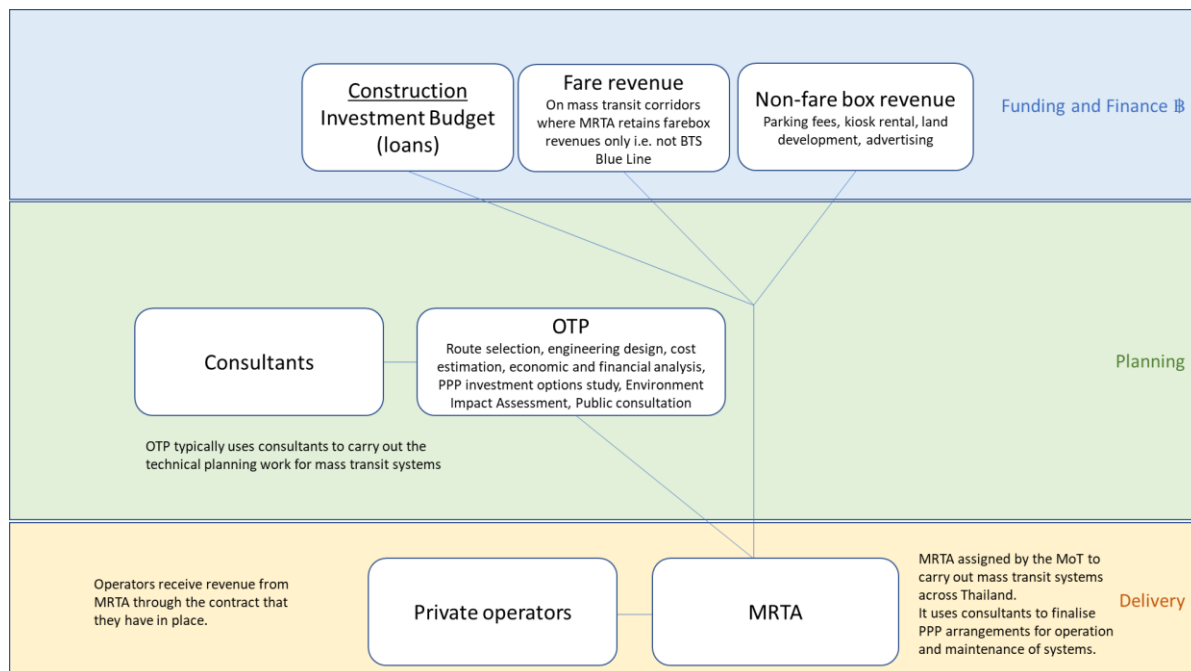 Construction
Investment Budget
(loans)
Fare revenue
On mass transit corridors
where MRTA retains farebox
revenues only i.e. not BTS
Blue Line
Non-fare box revenue
Parking fees, kiosk rental, land
development, advertising
Funding and Finance ฿
Consultants
OTP
Route selection, engineering design, cost
estimation, economic and financial analysis,
PPP investment options study, Environment
Impact Assessment, Public consultation
Planning
OTP typically uses consultants to carry out the
technical planning work for mass transit systems
Operators receive revenue from
MRTA through the contract that
they have in place.
Private operators
MRTA
MRTA assigned by the MoT to
carry out mass transit systems
across Thailand.
It uses consultants to finalise
PPP arrangements for operation
and maintenance of systems.
Delivery